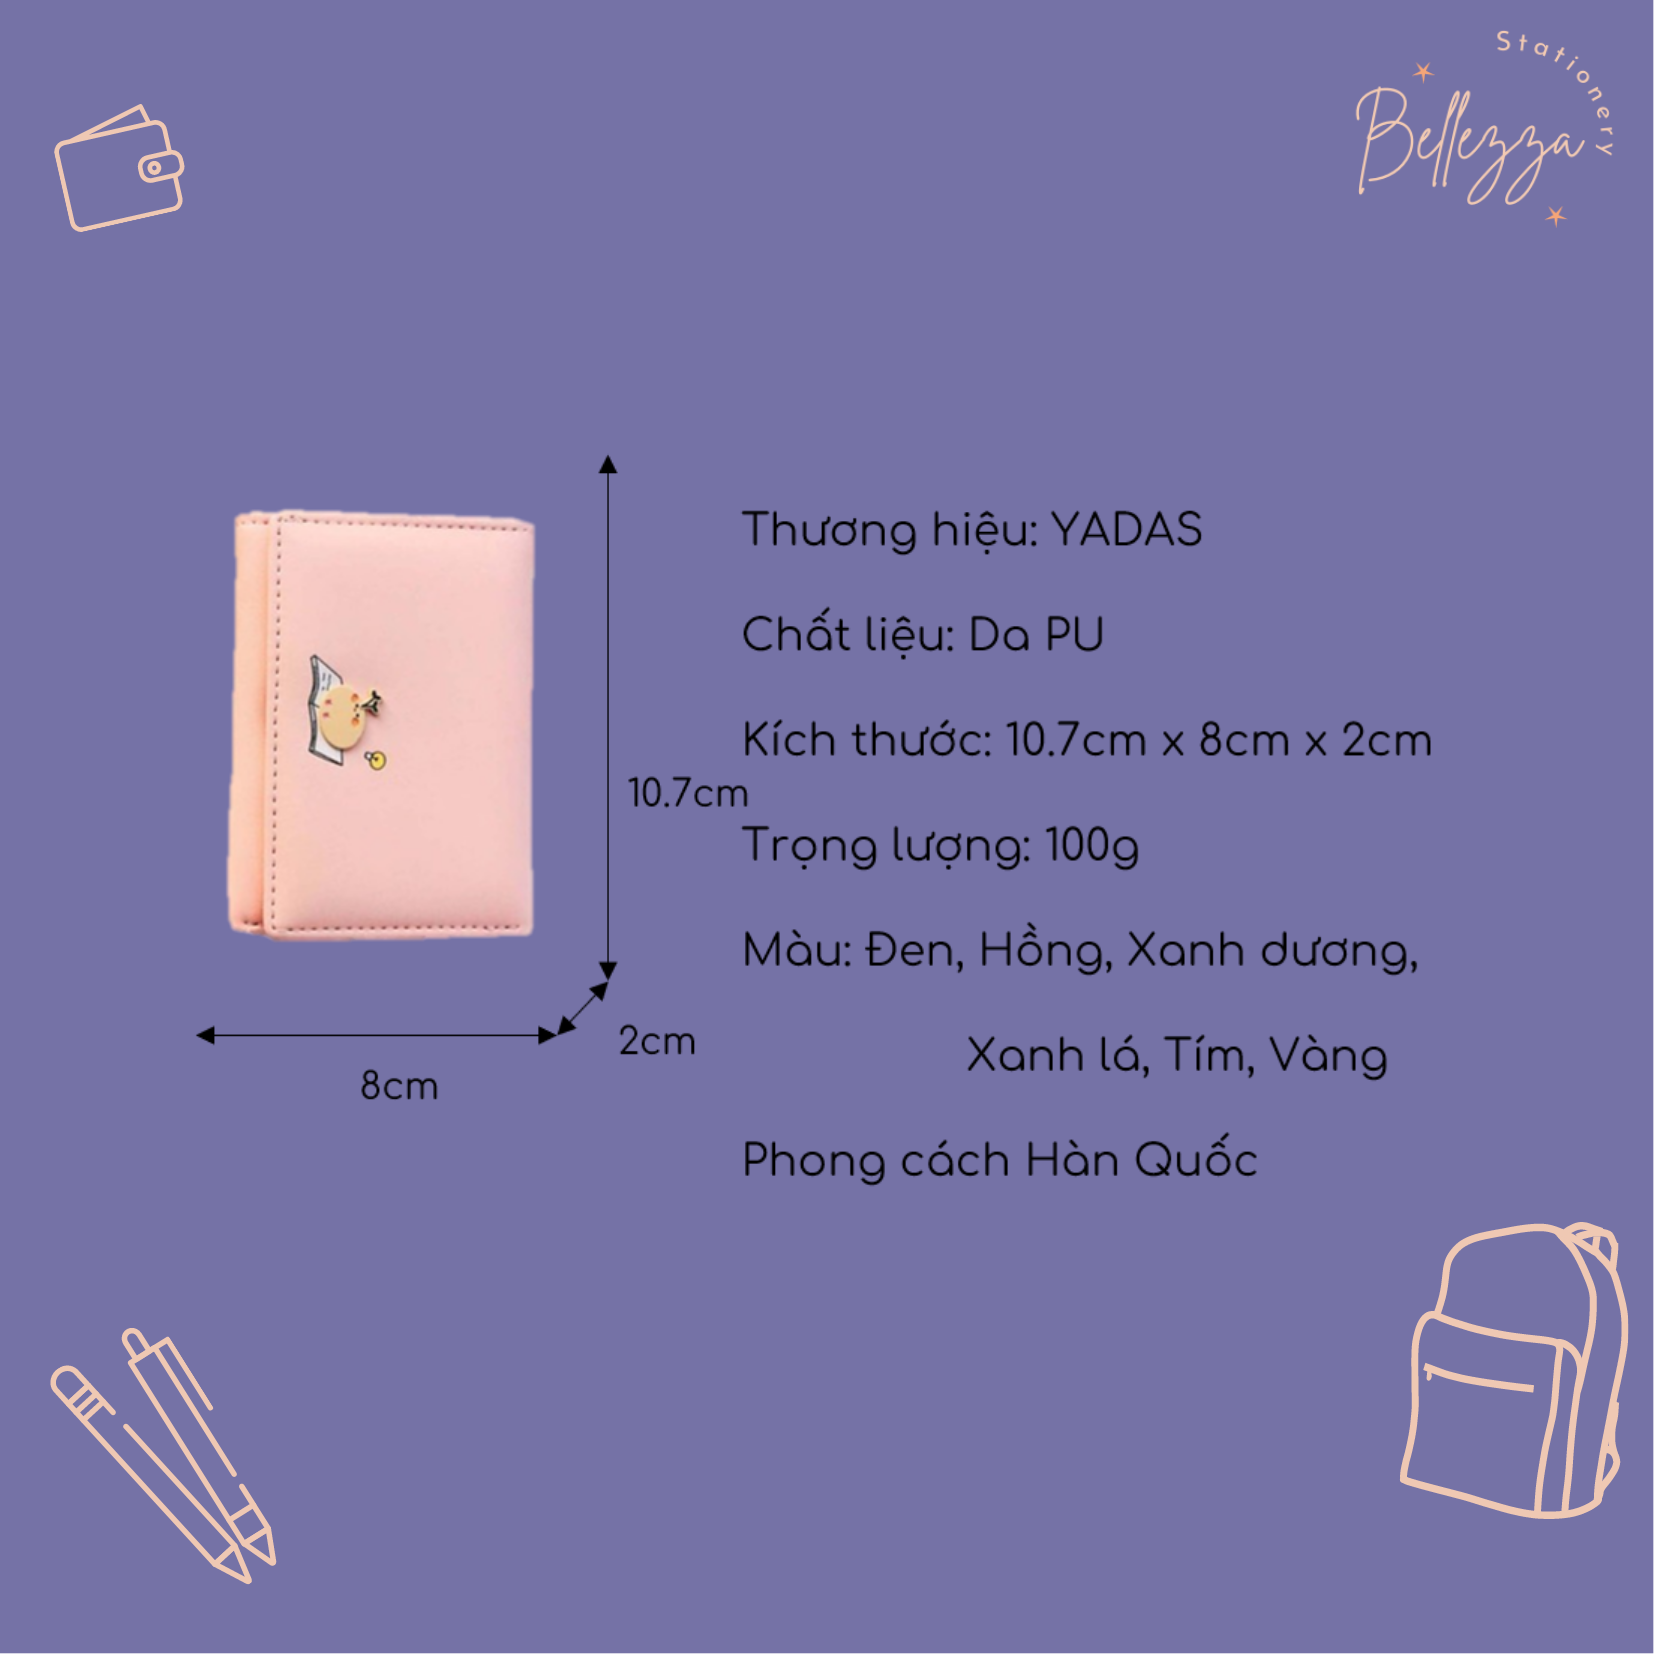 Stationery
Bellezza
Thương hiệu: YADAS
Chất liệu: Da PU
Kích thước: 10.7cm x 8cm x 2cm
10.7cm
Trọng lượng: 100g
Màu: Đen, Hồng, Xanh dương,
Xanh lá, Tím, Vàng
2cm
8cm
Phong cách Hàn Quốc